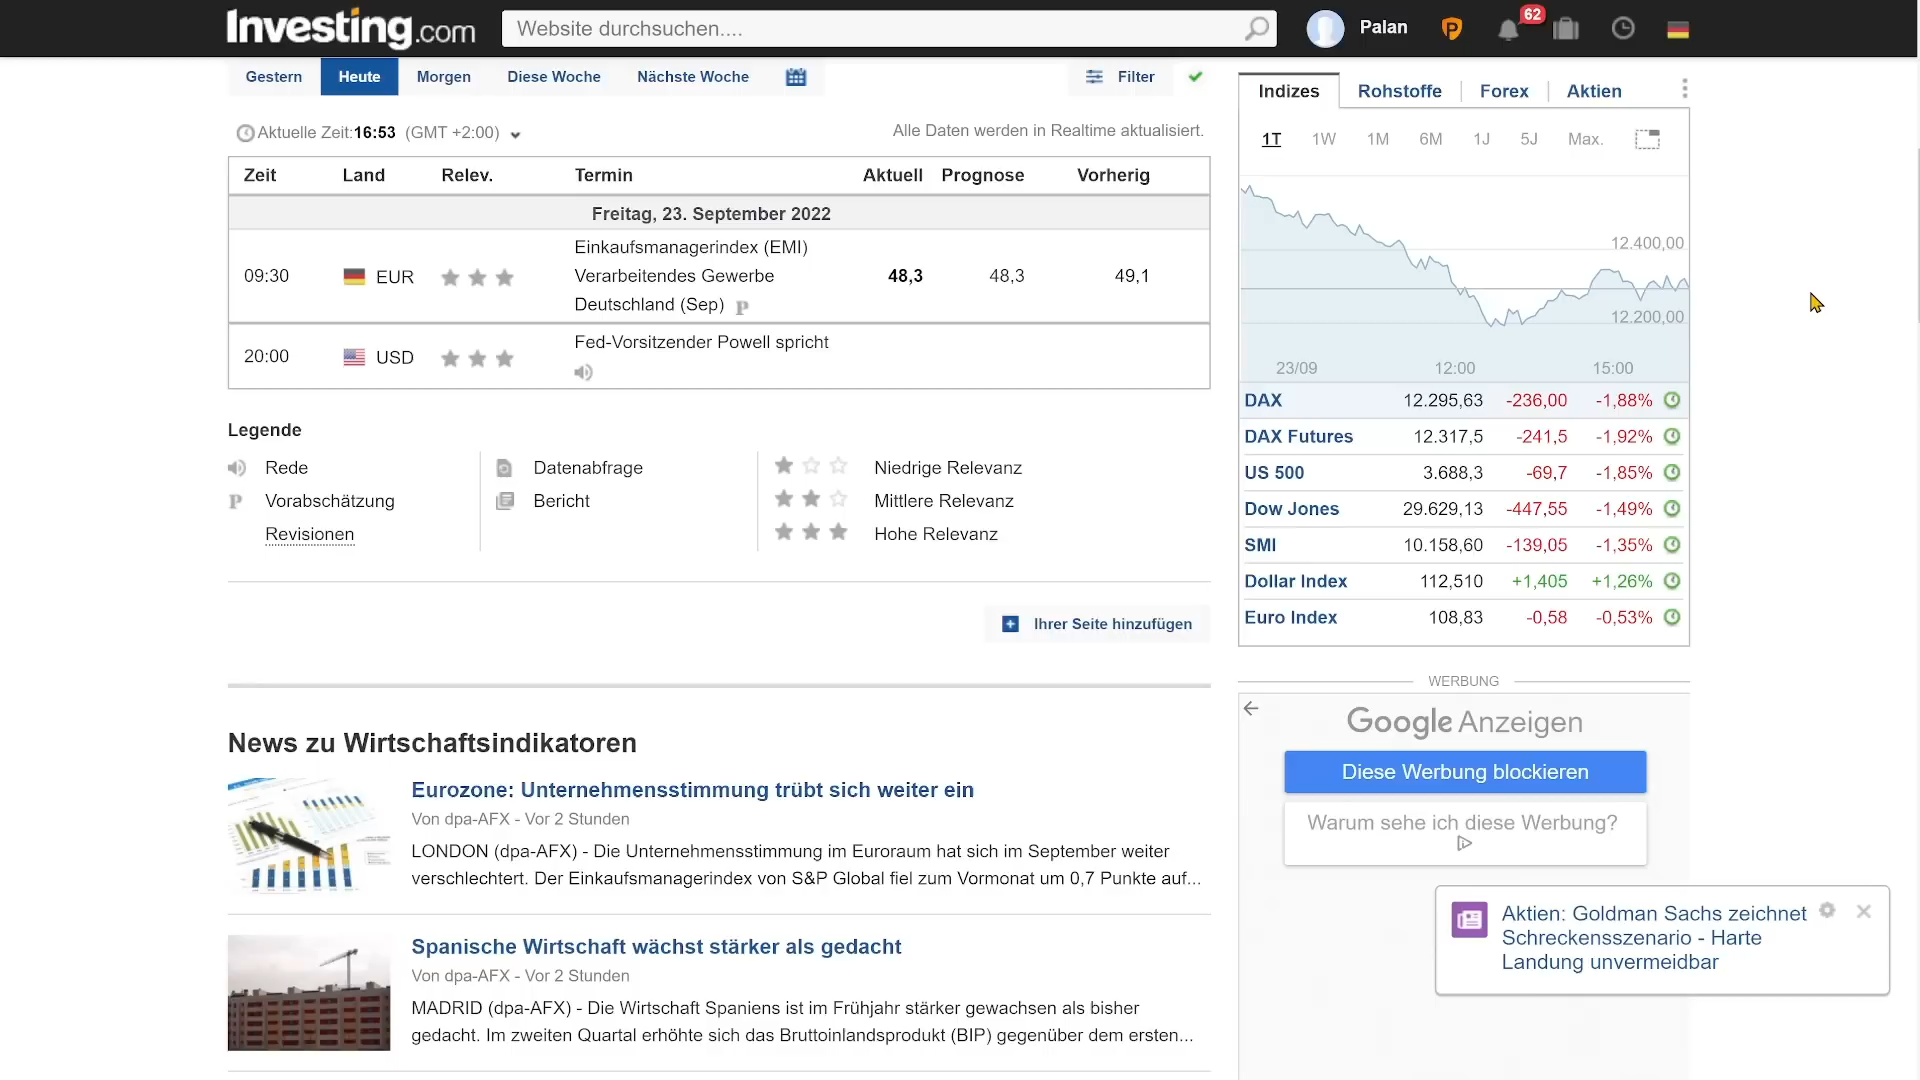 Investing.com
Website durchsuchen....
Palan
62
Gestern
Heute
Morgen
Diese Woche
Nächste Woche
Filter
Aktuelle Zeit:16:53 (GMT +2:00)
Alle Daten werden in Realtime aktualisiert.
Zeit Land Relev. Termin Aktuell Prognose Vorherig
Freitag, 23. September 2022
Einkaufsmanagerindex (EMI)
09:30 EUR Verarbeitendes Gewerbe 48,3 48,3 49,1
Deutschland (Sep) P
Fed-Vorsitzender Powell spricht
20:00 USD
Legende
Rede
P Vorabschätzung
Revisionen
Datenabfrage
Bericht
Niedrige Relevanz
Mittlere Relevanz
Hohe Relevanz
Ihrer Seite hinzufügen
News zu Wirtschaftsindikatoren
Eurozone: Unternehmensstimmung trübt sich weiter ein
Von dpa-AFX - Vor 2 Stunden
LONDON (dpa-AFX) - Die Unternehmensstimmung im Euroraum hat sich im September weiter
verschlechtert. Der Einkaufsmanagerindex von S&P Global fiel zum Vormonat um 0,7 Punkte auf...
Spanische Wirtschaft wächst stärker als gedacht
Von dpa-AFX - Vor 2 Stunden
MADRID (dpa-AFX) - Die Wirtschaft Spaniens ist im Frühjahr stärker gewachsen als bisher
gedacht. Im zweiten Quartal erhöhte sich das Bruttoinlandsprodukt (BIP) gegenüber dem ersten...
Indizes Rohstoffe Forex Aktien
1T 1W 1M 6M 1J 5J Max.
12.400,00
12.200,00
23/09 12:00 15:00
DAX 12.295,63 -236,00 -1,88%
DAX Futures 12.317,5 -241,5 -1,92%
US 500 3.688,3 -69,7 -1,85%
Dow Jones 29.629,13 -447,55 -1,49%
SMI 10.158,60 -139,05 -1,35%
Dollar Index 112,510 +1,405 +1,26%
Euro Index 108,83 -0,58 -0,53%
WERBUNG
Google Anzeigen
Diese Werbung blockieren
Warum sehe ich diese Werbung?
Aktien: Goldman Sachs zeichnet
Schreckensszenario - Harte
Landung unvermeidbar